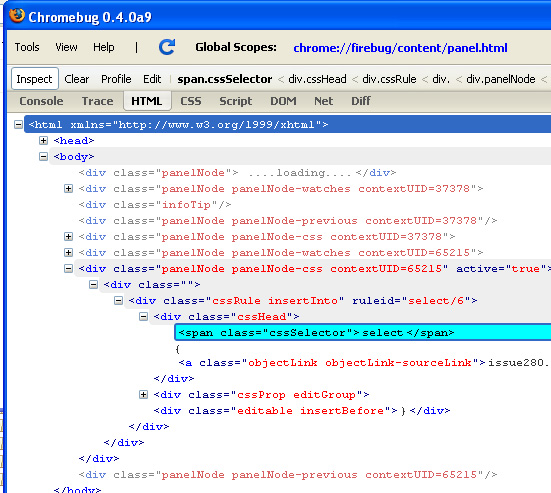 Chromebug 0.4.0a9
Tools View Help | Global Scopes: chrome://firebug/content/panel.html
Inspect Clear Profile Edit span.cssSelector < div.cssHead < div.cssRule < div. < div.panelNode <
Console Trace HTML CSS Script DOM Net Diff
<html xmlns="http://www.w3.org/1999/xhtml">
<head>
<body>
<div class="panelNode"> ....loading....</div>
<div class="panelNode panelNode-watches contextUID=37378">
<div class="infoTip"/>
<div class="panelNode panelNode-previous contextUID=37378"/>
<div class="panelNode panelNode-css contextUID=37378">
<div class="panelNode panelNode-watches contextUID=65215">
<div class="panelNode panelNode-css contextUID=65215" active="true">
<div class="">
<div class="cssRule insertInto" ruleid="select/6">
<div class="cssHead">
<span class="cssSelector">select</span>
{
<a class="objectLink objectLink-sourceLink">issue280.
</div>
<div class="cssProp editGroup">
<div class="editable insertBefore">}</div>
</div>
</div>
</div>
<div class="panelNode panelNode-previous contextUID=65215"/>
</body>